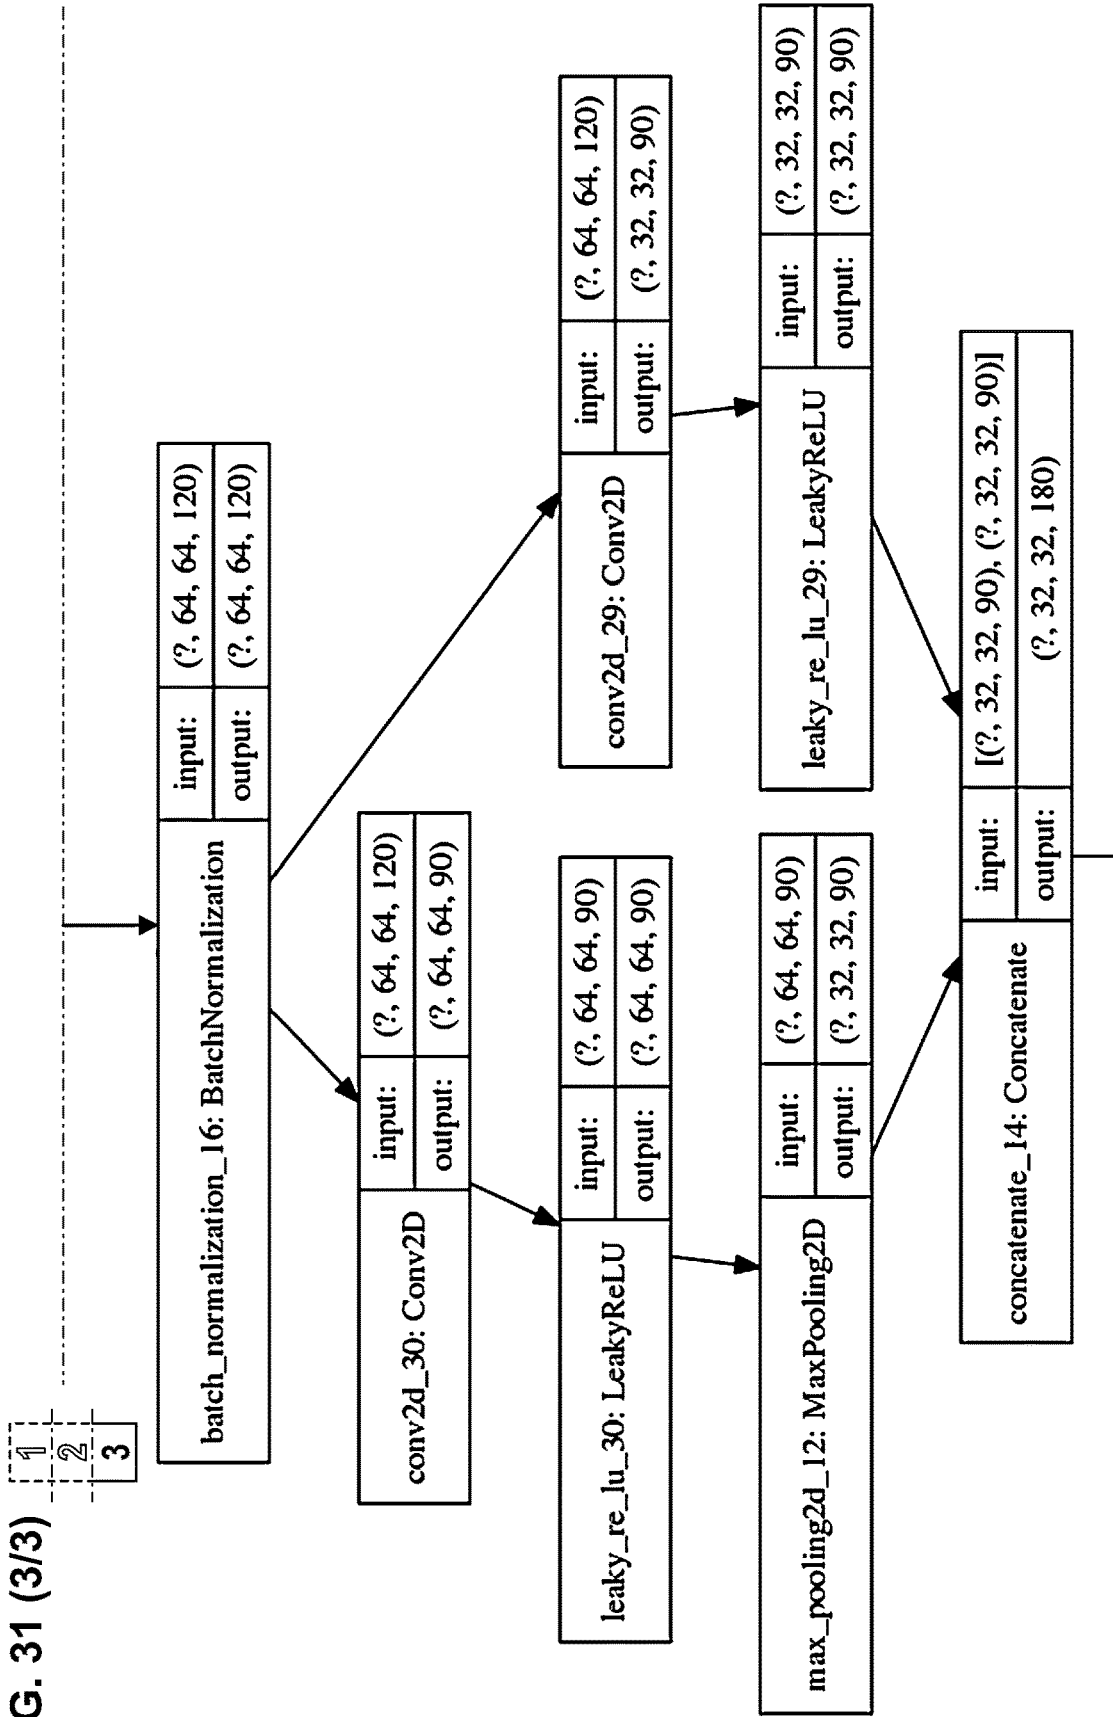 G. 31 (3/3)
1
2
3
batch_normalization_16: BatchNormalization
input:
(?, 64, 64, 120)
output:
(?, 64, 64, 120)
conv2d_30: Conv2D
input:
(?, 64, 64, 120)
output:
(?, 64, 64, 90)
conv2d_29: Conv2D
input:
(?, 64, 64, 120)
output:
(?, 32, 32, 90)
leaky_re_lu_30: LeakyReLU
input:
(?, 64, 64, 90)
output:
(?, 64, 64, 90)
leaky_re_lu_29: LeakyReLU
input:
(?, 32, 32, 90)
output:
(?, 32, 32, 90)
max_pooling2d_12: MaxPooling2D
input:
(?, 64, 64, 90)
output:
(?, 32, 32, 90)
concatenate_14: Concatenate
input:
[(?, 32, 32, 90), (?, 32, 32, 90)]
output:
(?, 32, 32, 180)